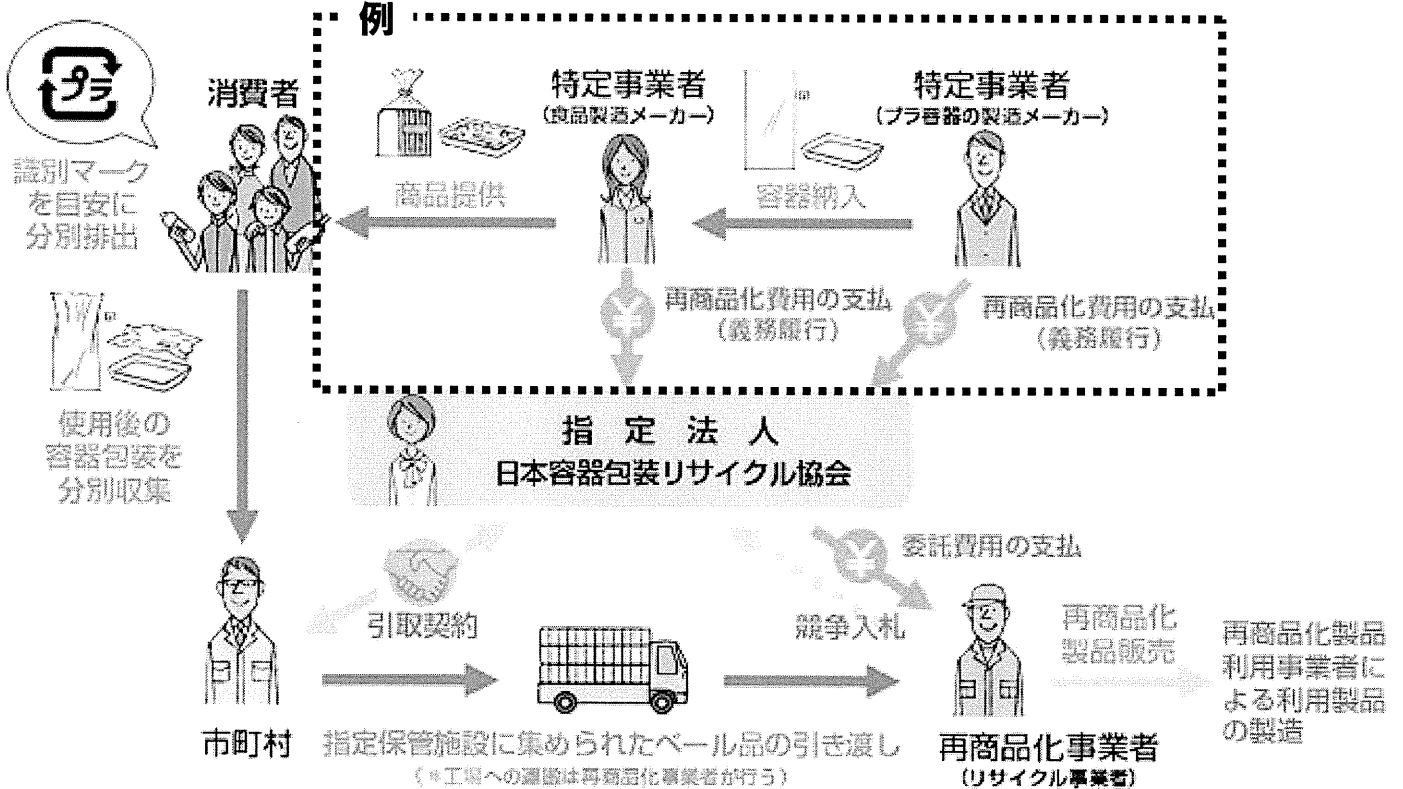 例
プラ
消費者
識別マーク
を目安に
分別排出
特定事業者
(食品製造メーカー)
特定事業者
(プラ容器の製造メーカー)
商品提供
容器納入
再商品化費用の支払
(義務履行)
再商品化費用の支払
(義務履行)
使用後の
容器包装を
分別収集
指定法人
日本容器包装リサイクル協会
引取契約
委託費用の支払
競争入札
再商品化
製品販売
再商品化製品
利用事業者に
よる利用製品
の製造
市町村
指定保管施設に集められたベール品の引き渡し
(*工場への運搬は再商品化事業者が行う)
再商品化事業者
(リサイクル事業者)